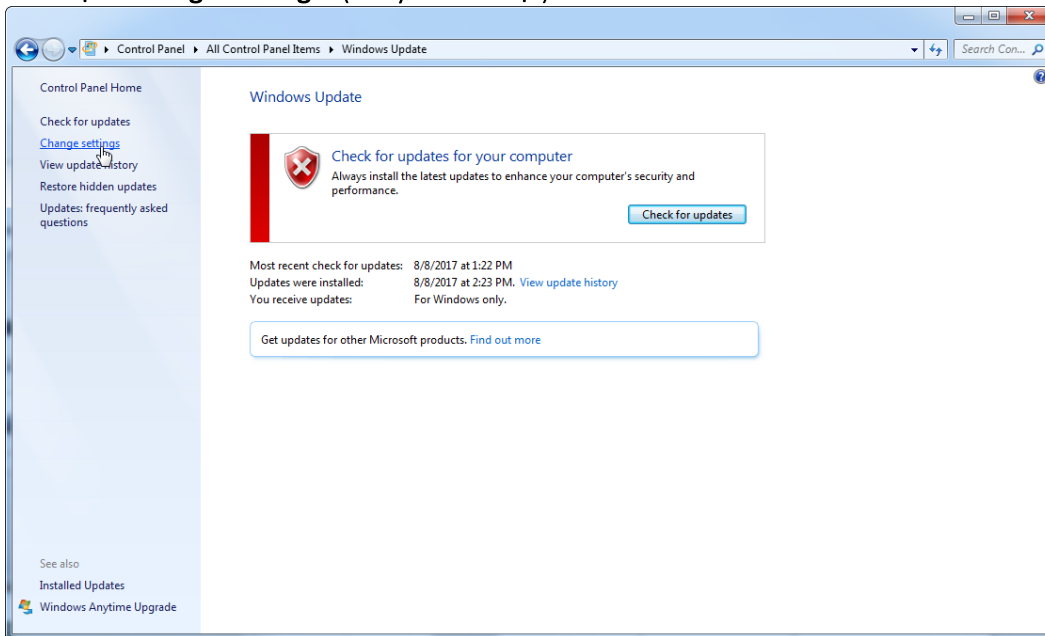 Control Panel ▸ All Control Panel Items ▸ Windows Update
Search Con...
Control Panel Home
Check for updates
Change settings
View update history
Restore hidden updates
Updates: frequently asked
questions
Windows Update
Check for updates for your computer
Always install the latest updates to enhance your computer's security and
performance.
Check for updates
Most recent check for updates: 8/8/2017 at 1:22 PM
Updates were installed: 8/8/2017 at 2:23 PM. View update history
You receive updates: For Windows only.
Get updates for other Microsoft products. Find out more
See also
Installed Updates
Windows Anytime Upgrade